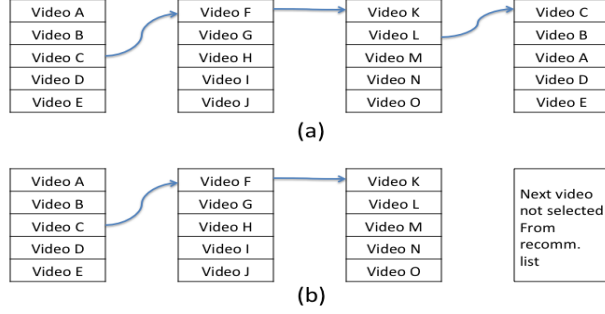 Video A Video F Video K Video C
Video B Video G Video L Video B
Video C Video H Video M Video A
Video D Video I Video N Video D
Video E Video J Video O Video E
(a)
Video A Video F Video K
Video B Video G Video L
Video C Video H Video M
Video D Video I Video N
Video E Video J Video O
Next video
not selected
From
recomm.
list
(b)